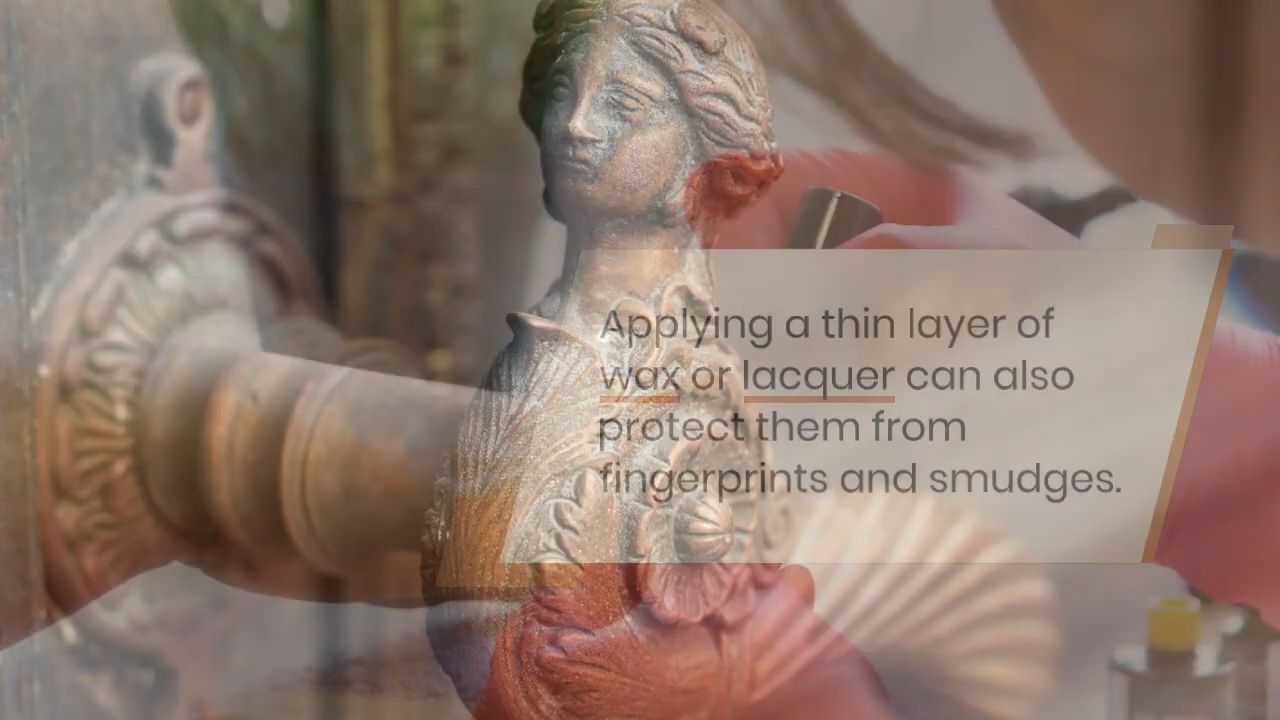 Applying a thin layer of
wax or lacquer can also
protect them from
fingerprints and smudges.